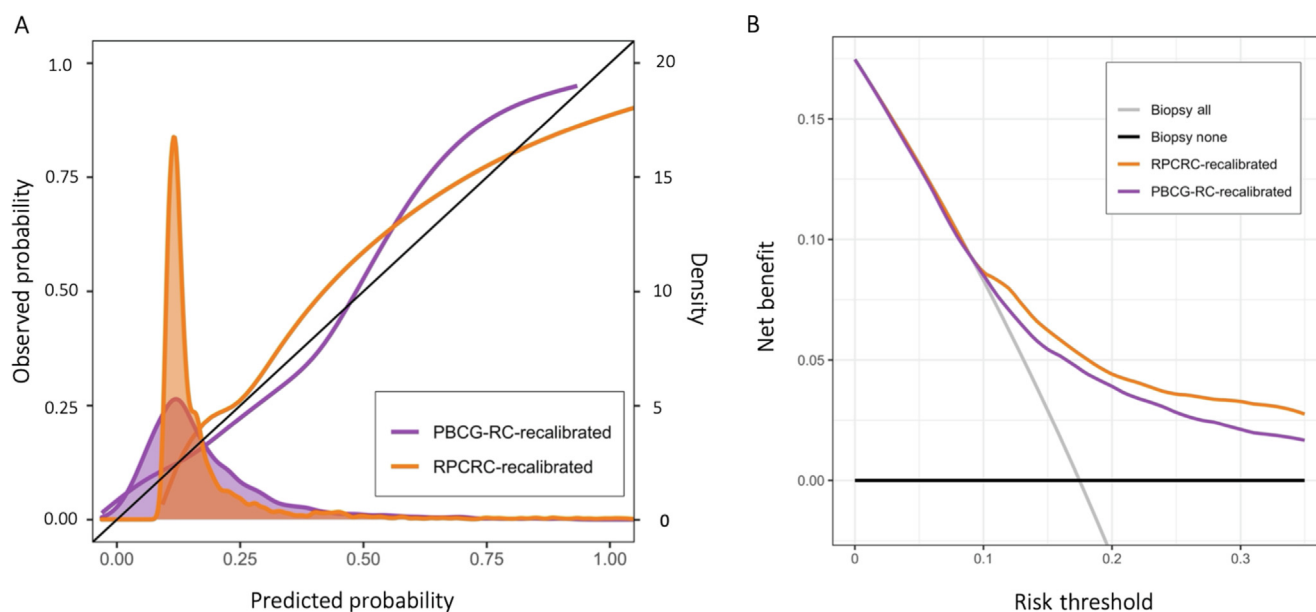 A
Observed probability
1.0
0.75
0.50
0.25
0.00
20
15
10
5
0
Density
PBCG-RC-recalibrated
RPCRC-recalibrated
0.00 0.25 0.50 0.75 1.00
Predicted probability
B
Net benefit
0.15
0.10
0.05
0.00
Biopsy all
Biopsy none
RPCRC-recalibrated
PBCG-RC-recalibrated
0 0.1 0.2 0.3
Risk threshold